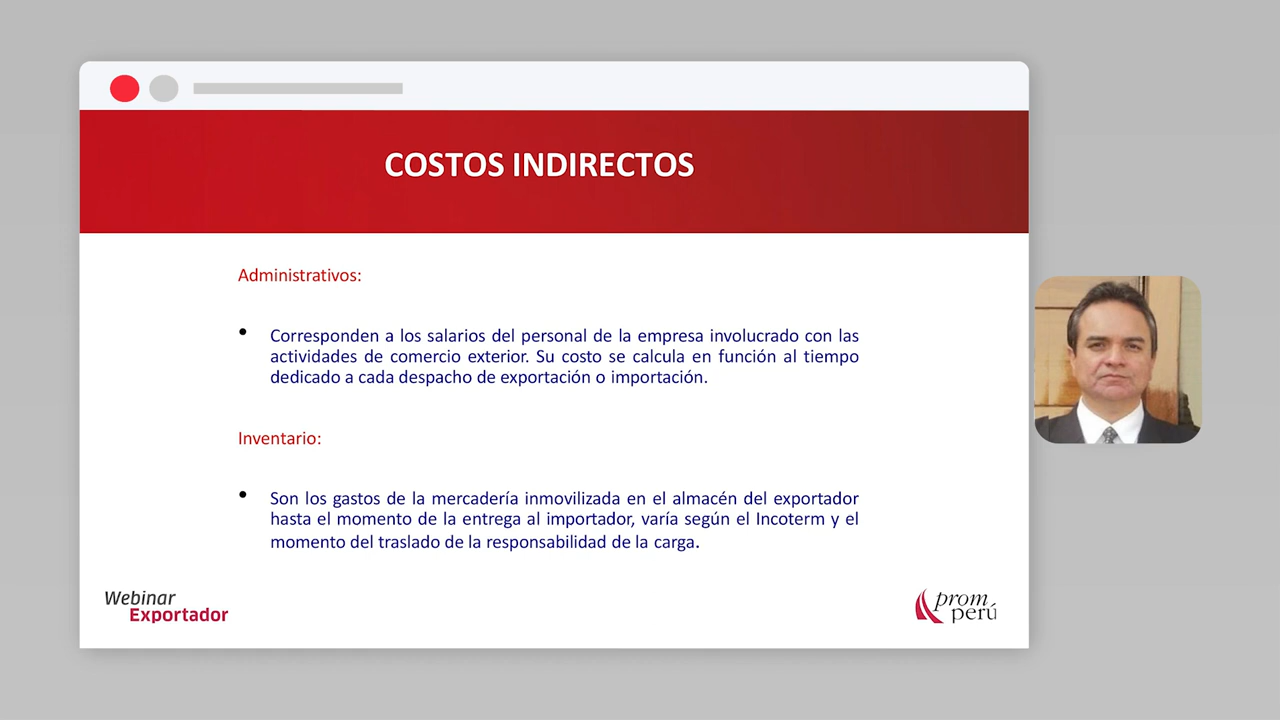 COSTOS INDIRECTOS
Administrativos:
• Corresponden a los salarios del personal de la empresa involucrado con las
actividades de comercio exterior. Su costo se calcula en función al tiempo
dedicado a cada despacho de exportación o importación.
Inventario:
• Son los gastos de la mercadería inmovilizada en el almacén del exportador
hasta el momento de la entrega al importador, varía según el Incoterm y el
momento del traslado de la responsabilidad de la carga.
Webinar
Exportador
prom
perú